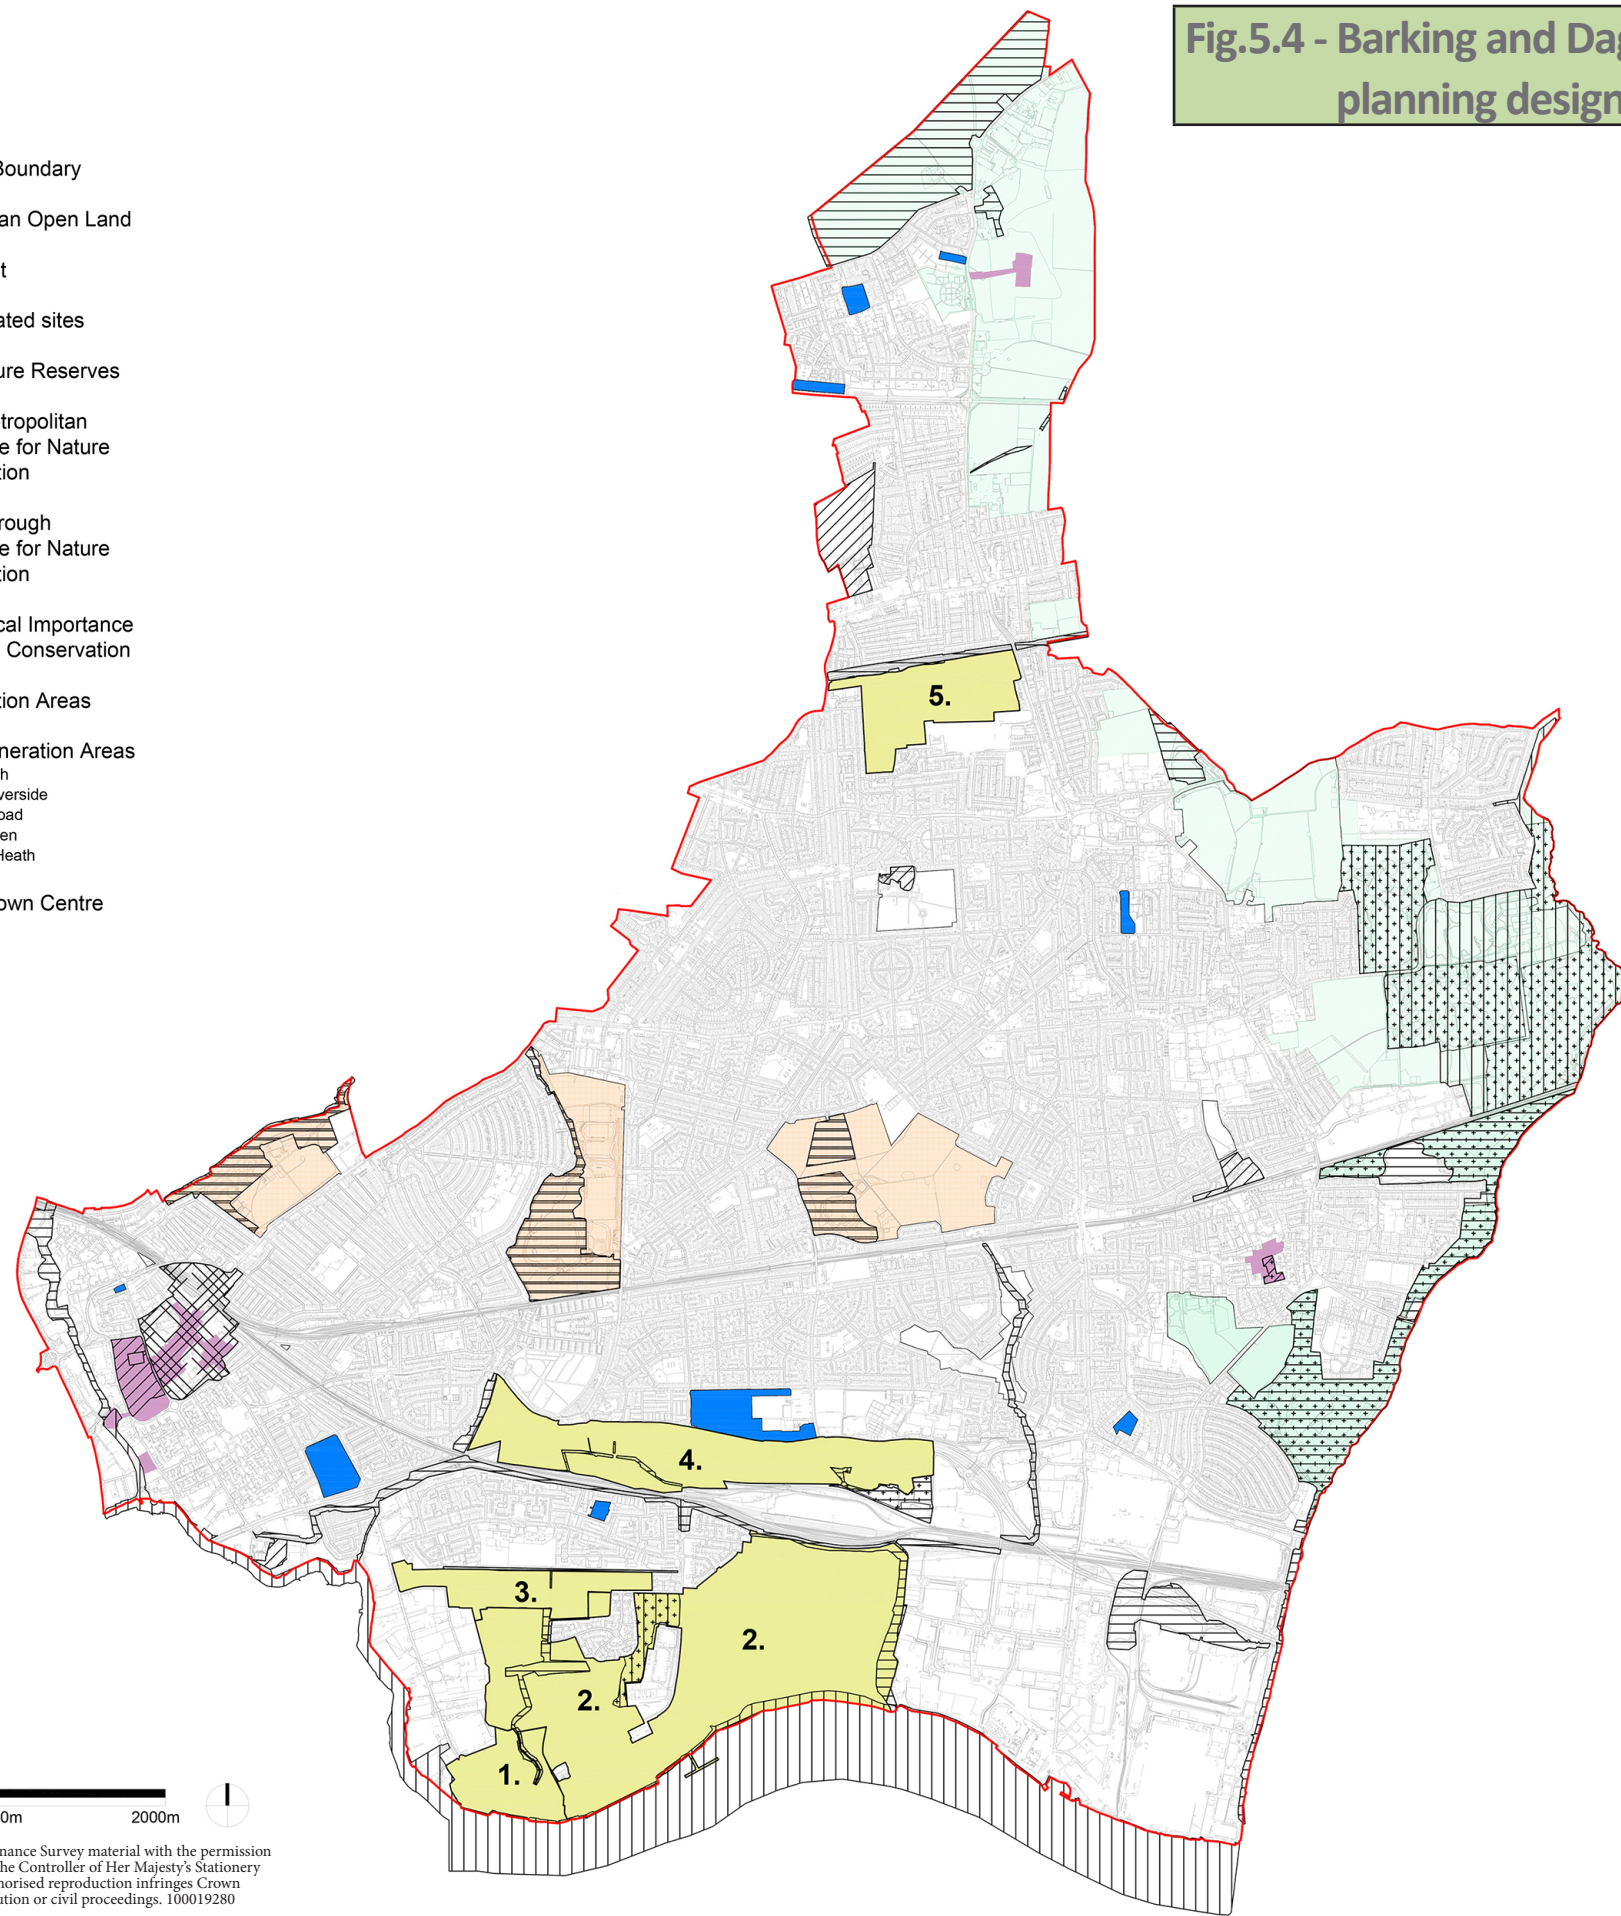 Fig.5.4 - Barking and Dag
planning design
Boundary
an Open Land
t
ated sites
ure Reserves
tropolitan
e for Nature
tion
rough
e for Nature
tion
cal Importance
Conservation
tion Areas
neration Areas
h
verside
oad
en
Heath
own Centre
5.
4.
3.
2.
2.
1.
0m 2000m
nance Survey material with the permission
he Controller of Her Majesty's Stationery
horised reproduction infringes Crown
ution or civil proceedings. 100019280